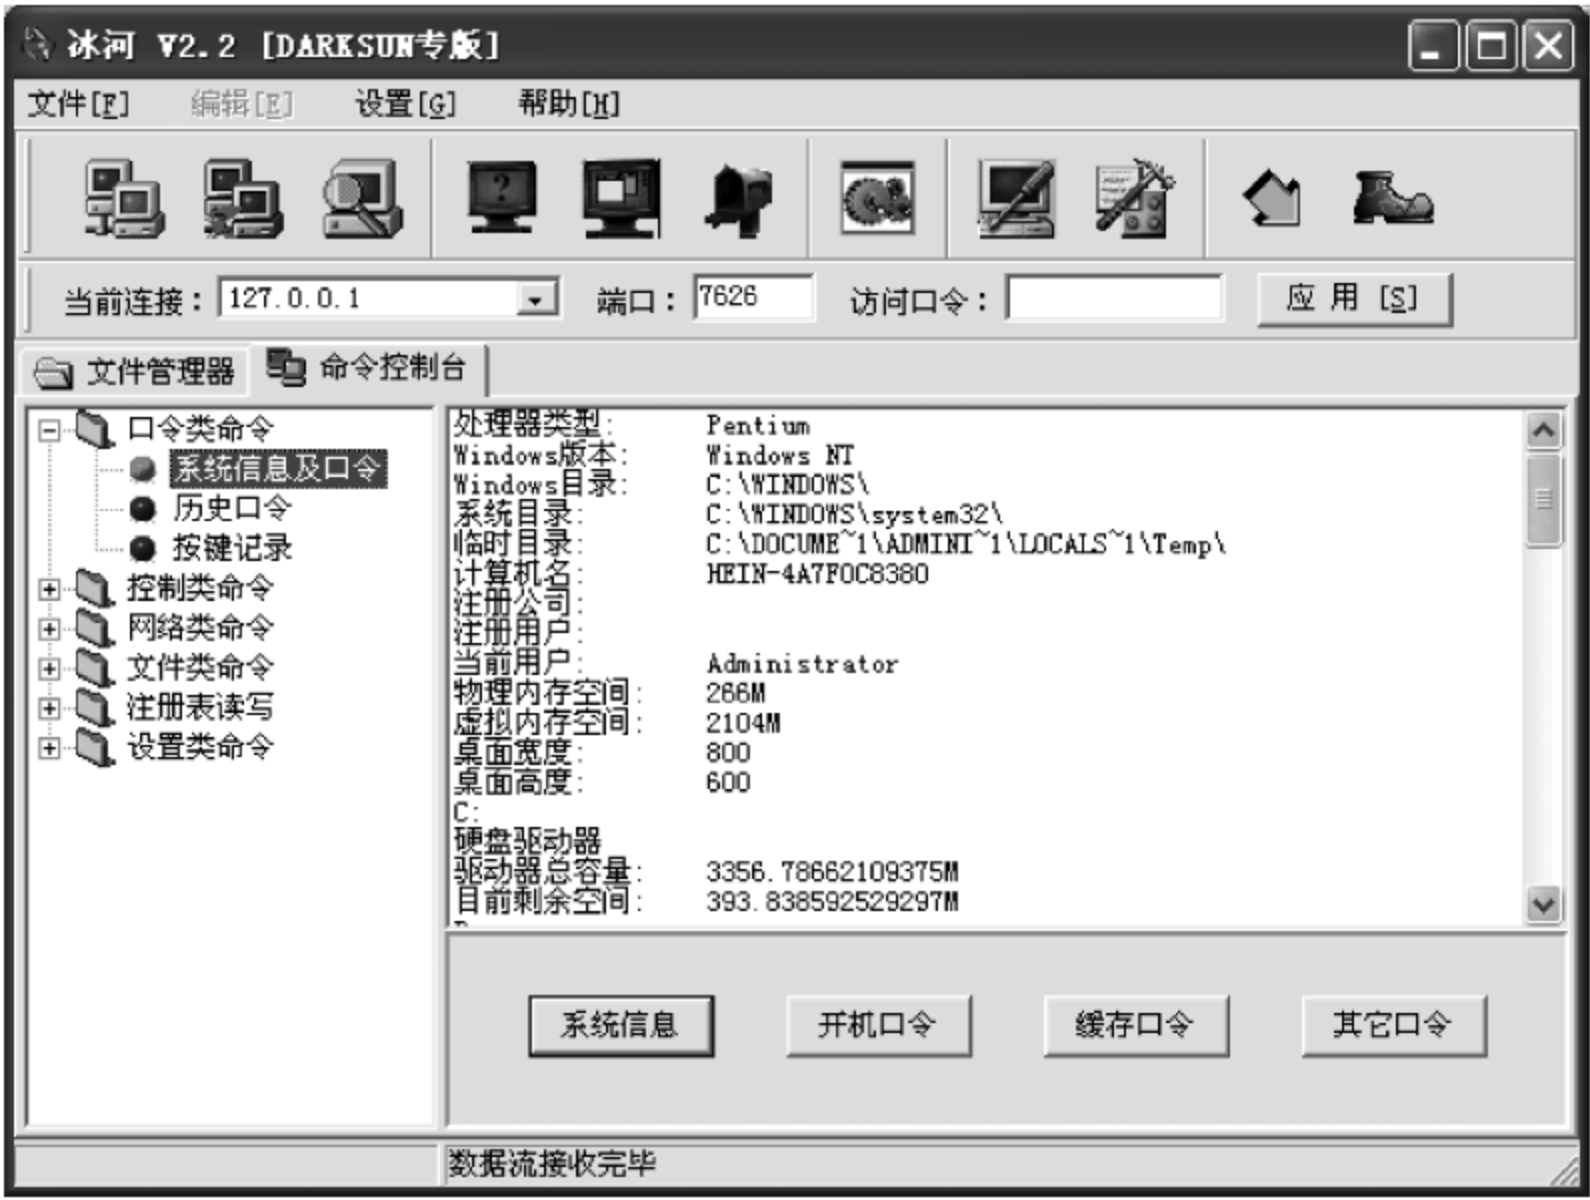 冰河 V2.2 [DARKSUN专版]
文件[F] 编辑[E] 设置[G] 帮助[H]
当前连接: 127.0.0.1 端口: 7626 访问口令: 应 用 [S]
文件管理器 命令控制台
口令类命令
系统信息及口令
历史口令
按键记录
控制类命令
网络类命令
文件类命令
注册表读写
设置类命令
处理器类型: Pentium
Windows版本: Windows NT
Windows目录: C:\WINDOWS\
系统目录: C:\WINDOWS\system32\
临时目录: C:\DOCUME~1\ADMINI~1\LOCALS~1\Temp\
计算机名: HEIN-4A7F0C8380
注册公司:
注册用户:
当前用户: Administrator
物理内存空间: 266M
虚拟内存空间: 2104M
桌面宽度: 800
桌面高度: 600
C:
硬盘驱动器
驱动器总容量: 3356.78662109375M
目前剩余空间: 393.838592529297M
系统信息 开机口令 缓存口令 其它口令
数据流接收完毕